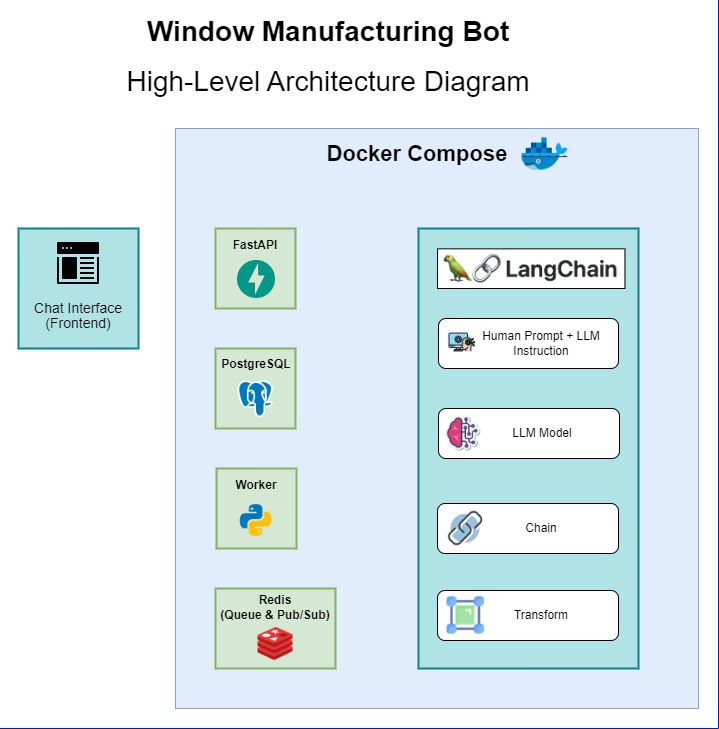 Window Manufacturing Bot
High-Level Architecture Diagram
Docker Compose
Chat Interface
(Frontend)
FastAPI
PostgreSQL
Worker
Redis
(Queue & Pub/Sub)
LangChain
Human Prompt + LLM
Instruction
LLM Model
Chain
Transform